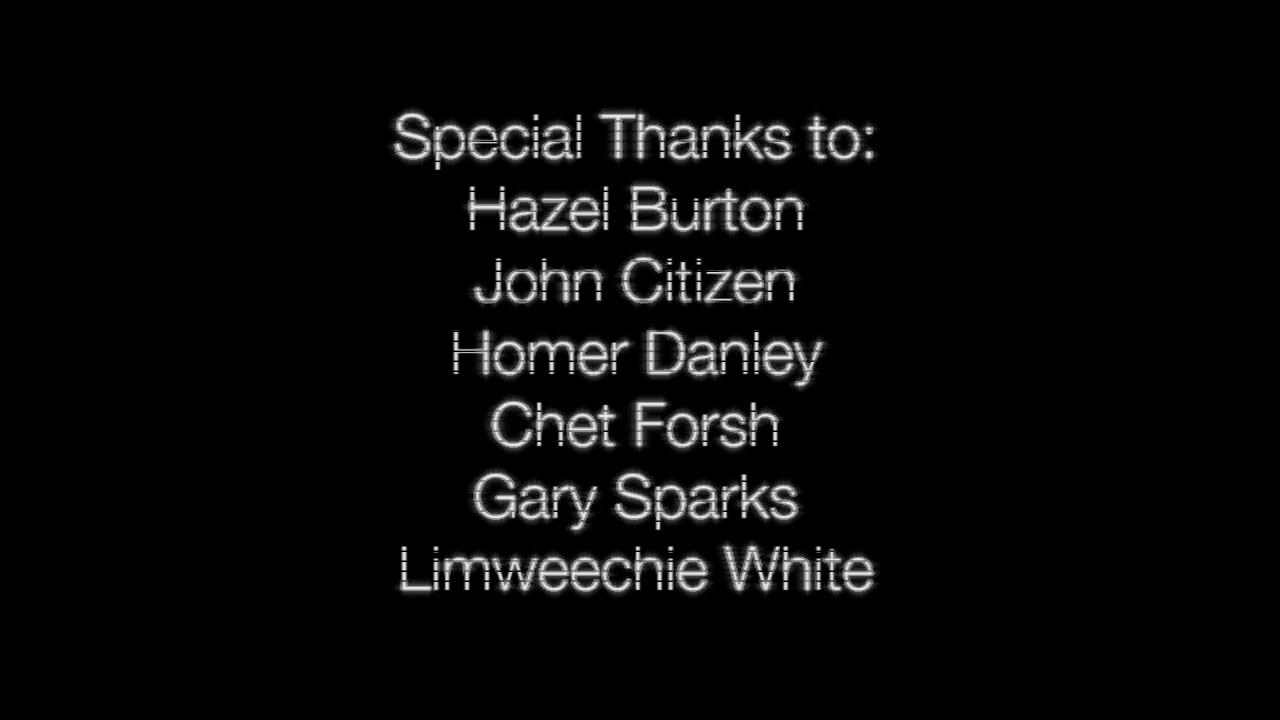 Special Thanks to:
Hazel Burton
John Citizen
Homer Danley
Chet Forsh
Gary Sparks
Limweechie White